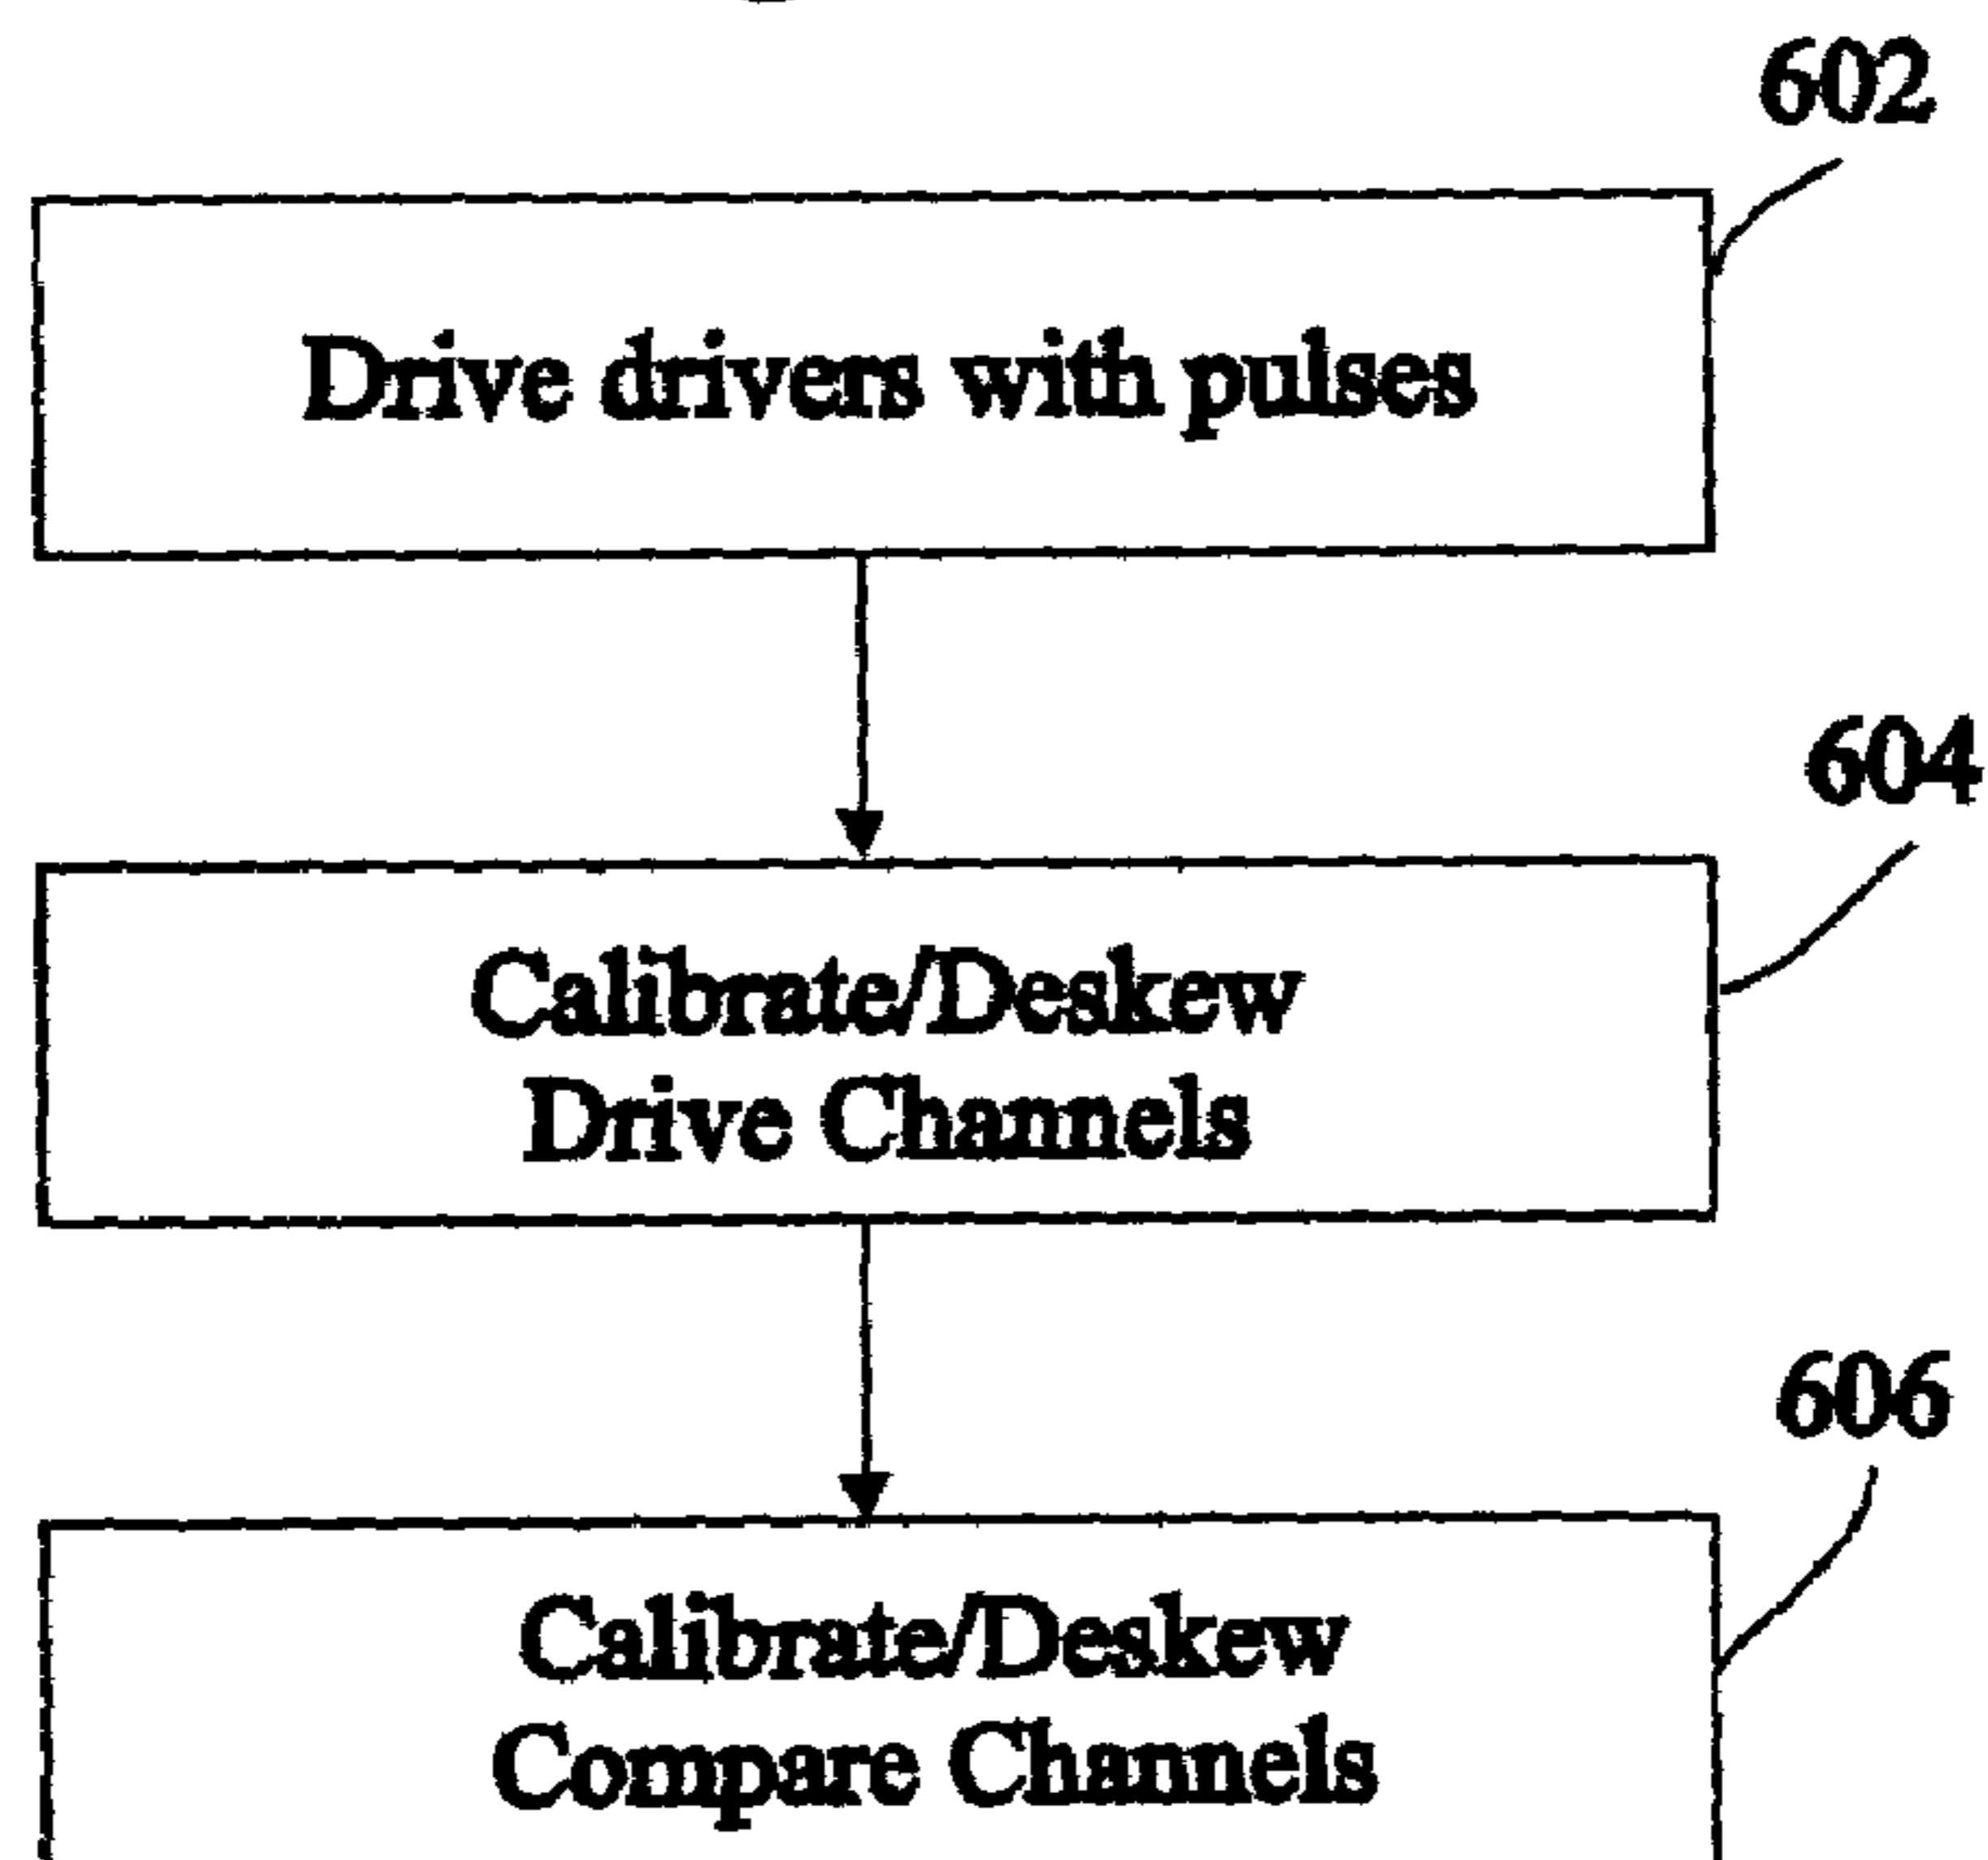 602
Drive drivers with pulses
604
Calibrate/Deskew
Drive Channels
606
Calibrate/Deskew
Compare Channels